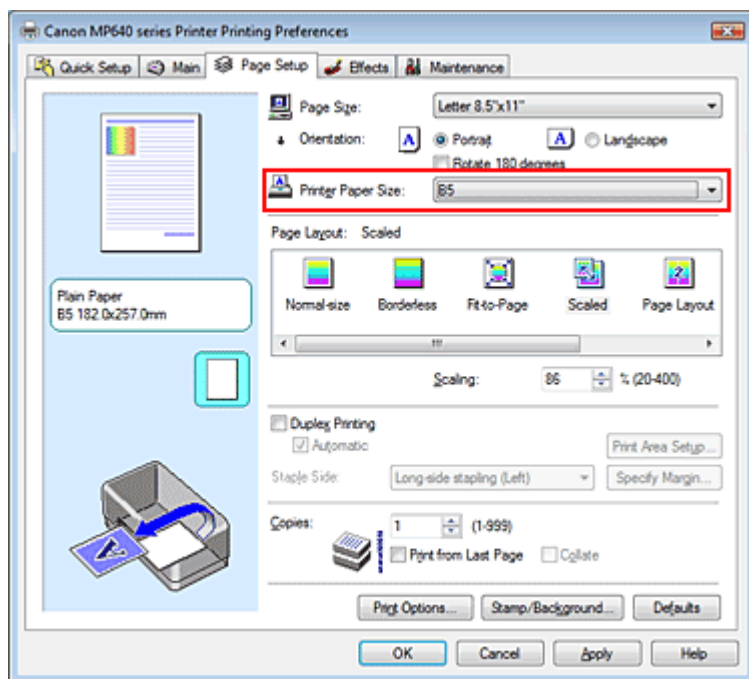 Canon MP640 series Printer Printing Preferences
Quick Setup Main Page Setup Effects Maintenance
Page Size: Letter 8.5"x11"
Orientation: A Portrait A Landscape
Rotate 180 degrees
Printer Paper Size: B5
Page Layout: Scaled
Normal-size Borderless Fit-to-Page Scaled Page Layout
Plain Paper
B5 182.0x257.0mm
Scaling: 86 % (20-400)
Duplex Printing
Automatic Print Area Setup...
Staple Side: Long-side stapling (Left) Specify Margin...
Copies: 1 (1-999)
Print from Last Page Collate
Print Options... Stamp/Background... Defaults
OK Cancel Apply Help